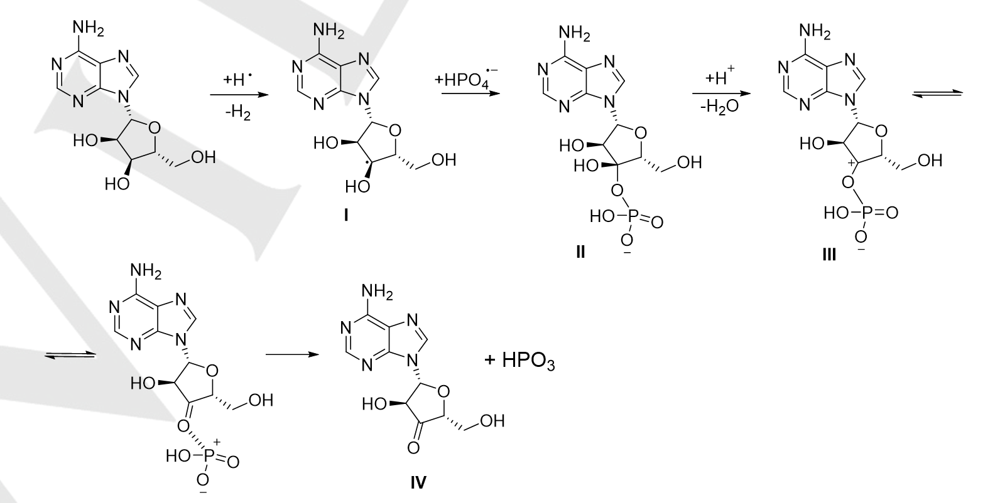 NH2 NH2 NH2 NH2
N N N N N N N N
N N N N N N N N
+H• -H2
+HPO4•−
+H+ -H2O
HO O OH HO
HO O OH HO •
HO O OH HO O HO P O O −
HO O OH + O HO P O O −
I II III
NH2 NH2
N N N N
N N N N
HO O OH O HO P + O O −
HO O OH O
+ HPO3
IV